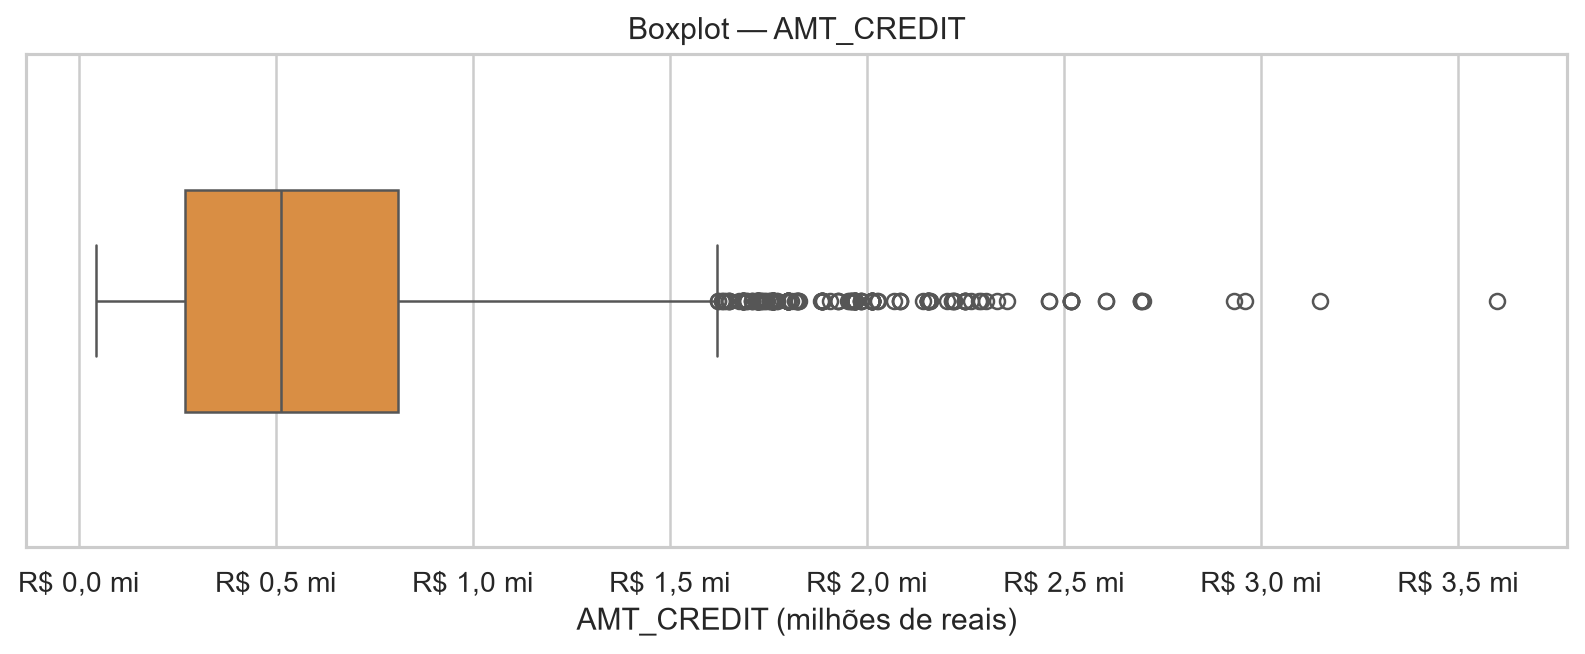 Boxplot — AMT_CREDIT
R$ 0,0 mi R$ 0,5 mi R$ 1,0 mi R$ 1,5 mi R$ 2,0 mi R$ 2,5 mi R$ 3,0 mi R$ 3,5 mi
AMT_CREDIT (milhões de reais)